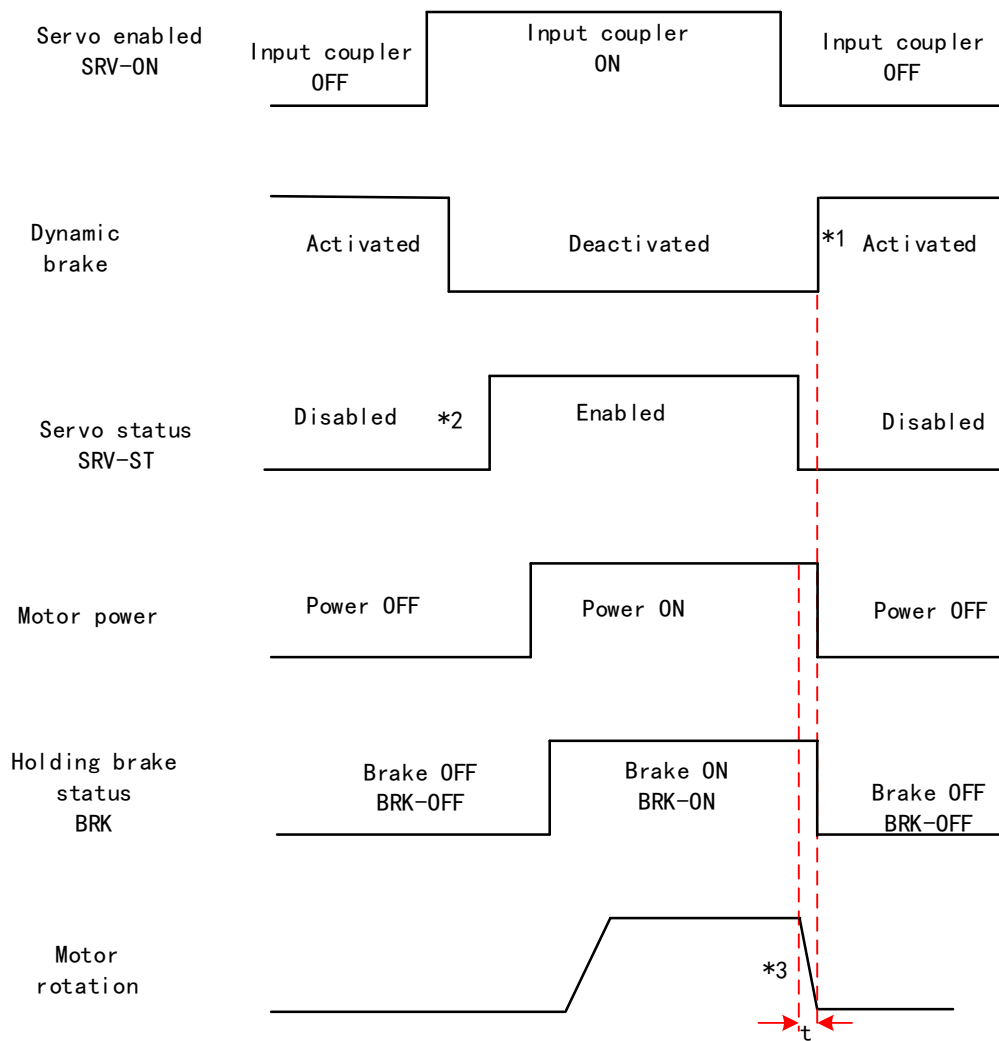 Servo enabled
SRV-ON
Input coupler
OFF
Input coupler
ON
Input coupler
OFF
Dynamic
brake
Activated
Deactivated
*1 Activated
Servo status
SRV-ST
Disabled
*2
Enabled
Disabled
Motor power
Power OFF
Power ON
Power OFF
Holding brake
status
BRK
Brake OFF
BRK-OFF
Brake ON
BRK-ON
Brake OFF
BRK-OFF
Motor
rotation
*3
t